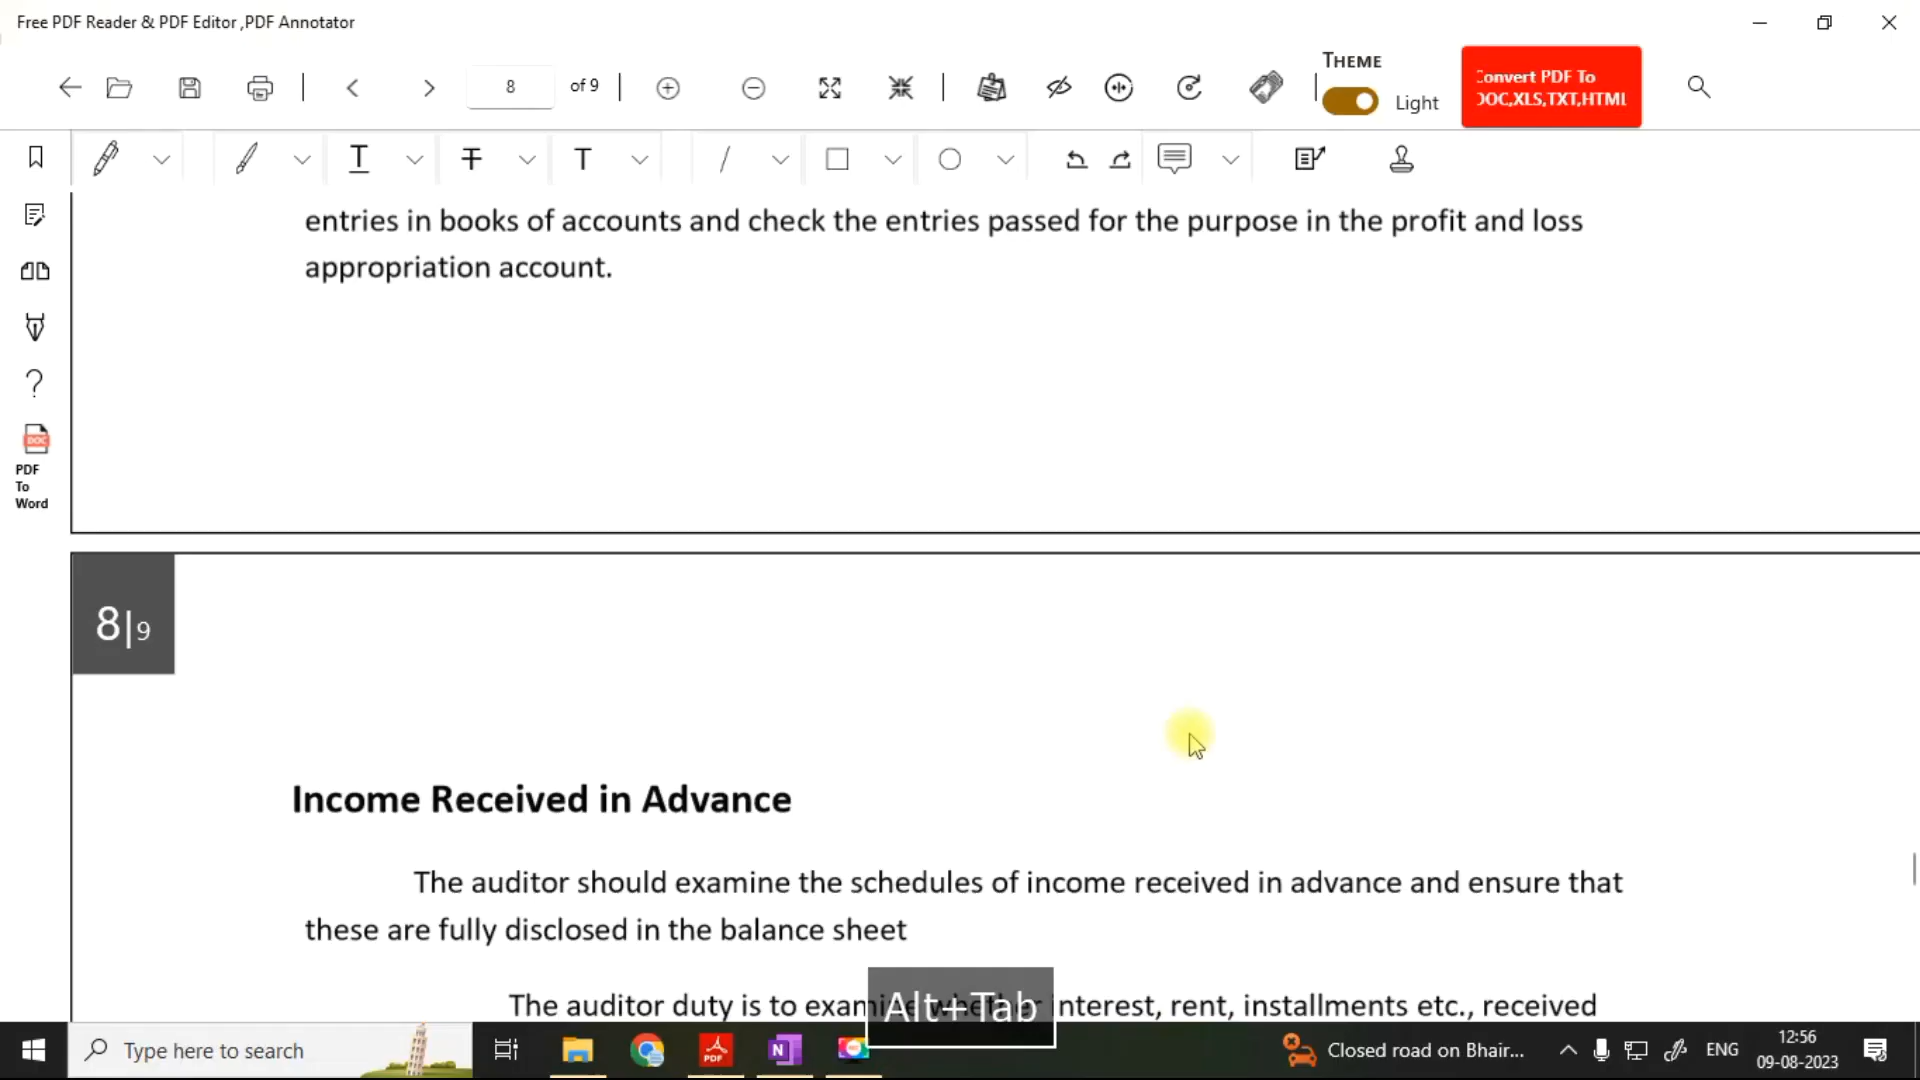 Free PDF Reader & PDF Editor ,PDF Annotator
8 of 9
THEME
Light
Convert PDF To
DOC,XLS,TXT,HTML
T T T
entries in books of accounts and check the entries passed for the purpose in the profit and loss
appropriation account.
DOC
PDF
To
Word
8|9
Income Received in Advance
The auditor should examine the schedules of income received in advance and ensure that
these are fully disclosed in the balance sheet
The auditor duty is to examine whether interest, rent, installments etc., received
Alt+Tab
Type here to search
PDF
N
Closed road on Bhair...
ENG
12:56
09-08-2023